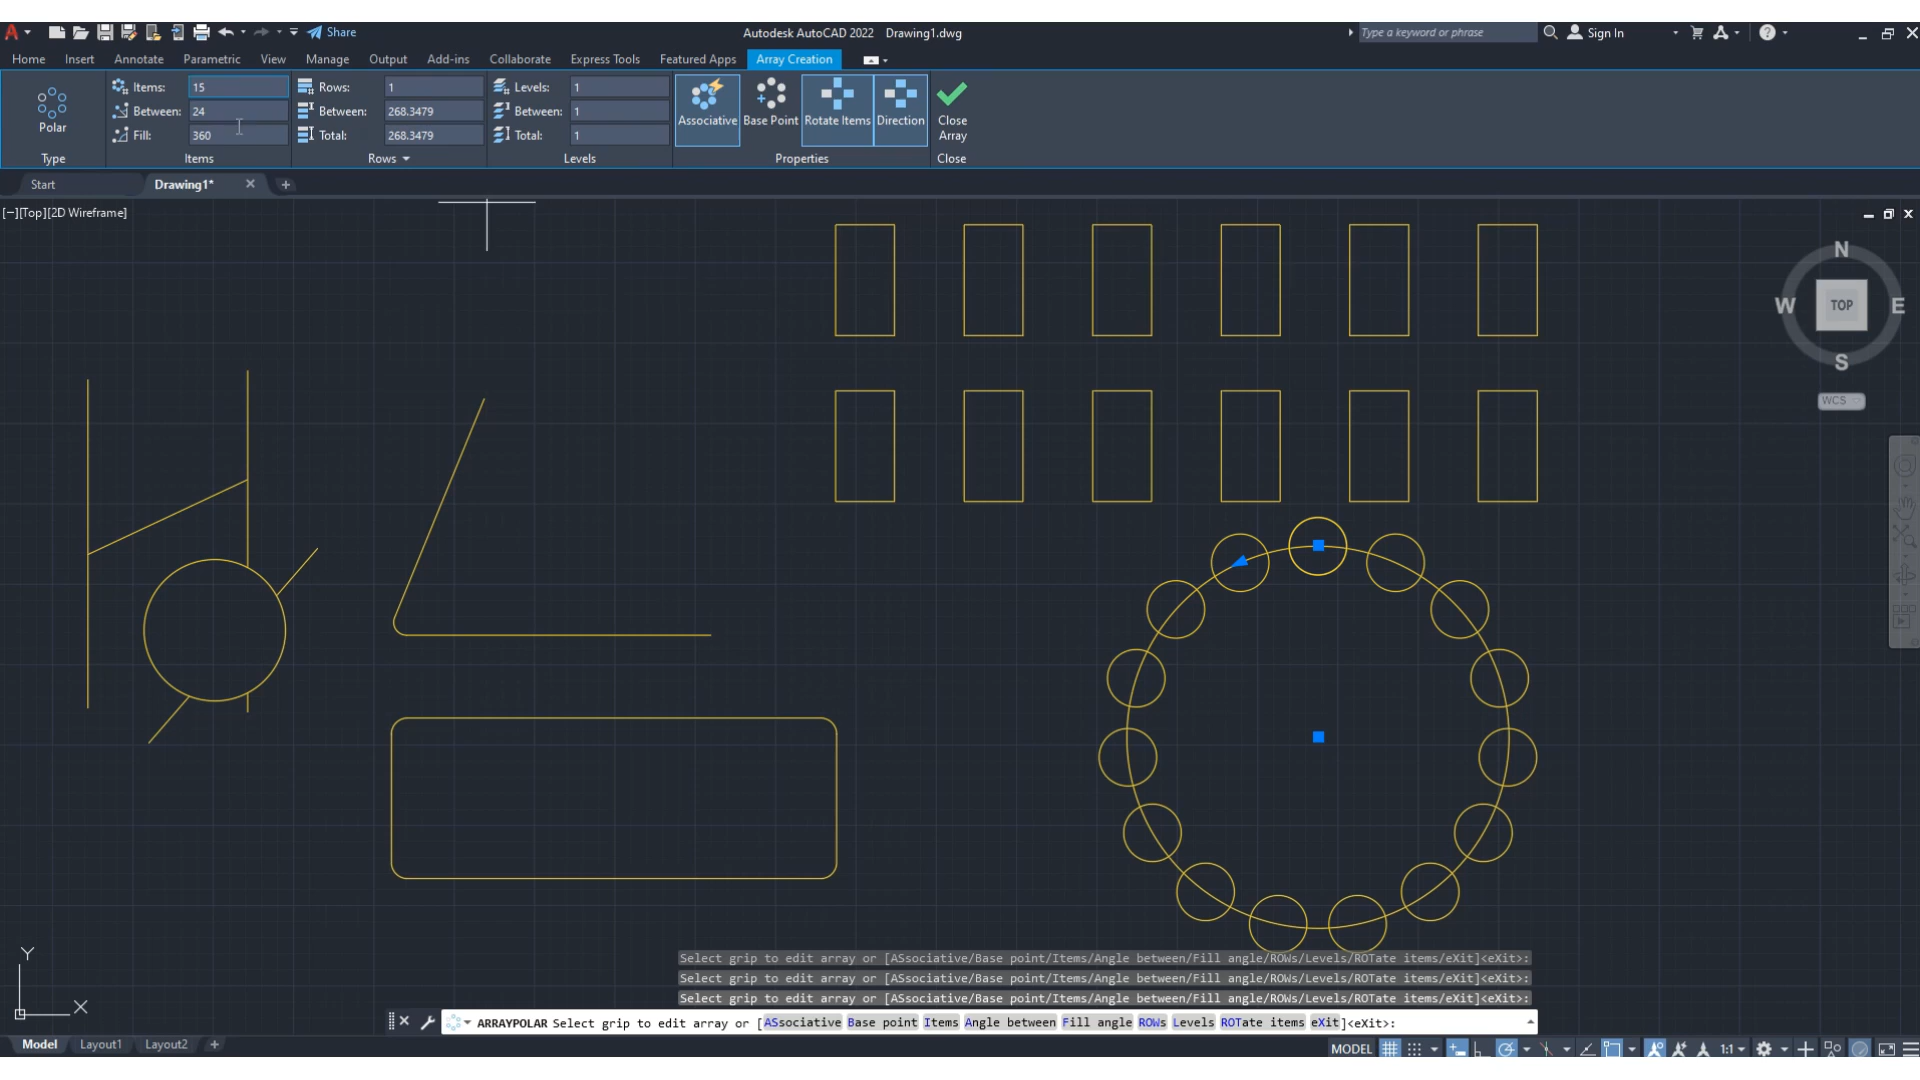 Share
Autodesk AutoCAD 2022 Drawing1.dwg
Type a keyword or phrase
Sign In
Home Insert Annotate Parametric View Manage Output Add-ins Collaborate Express Tools Featured Apps Array Creation
Polar
Type
Items: 15
Between: 24
Fill: 360
Items
Rows: 1
Between: 268.3479
Total: 268.3479
Rows
Levels: 1
Between: 1
Total: 1
Levels
Associative Base Point Rotate Items Direction
Properties
Close
Array
Close
Start Drawing1*
[−][Top][2D Wireframe]
N
W TOP E
S
WCS
Y
X
Select grip to edit array or [ASsociative/Base point/Items/Angle between/Fill angle/ROWs/Levels/ROTate items/eXit]<eXit>:
Select grip to edit array or [ASsociative/Base point/Items/Angle between/Fill angle/ROWs/Levels/ROTate items/eXit]<eXit>:
Select grip to edit array or [ASsociative/Base point/Items/Angle between/Fill angle/ROWs/Levels/ROTate items/eXit]<eXit>:
ARRAYPOLAR Select grip to edit array or [ASsociative Base point Items Angle between Fill angle ROWs Levels ROTate items eXit]<eXit>:
Model Layout1 Layout2
MODEL 1:1